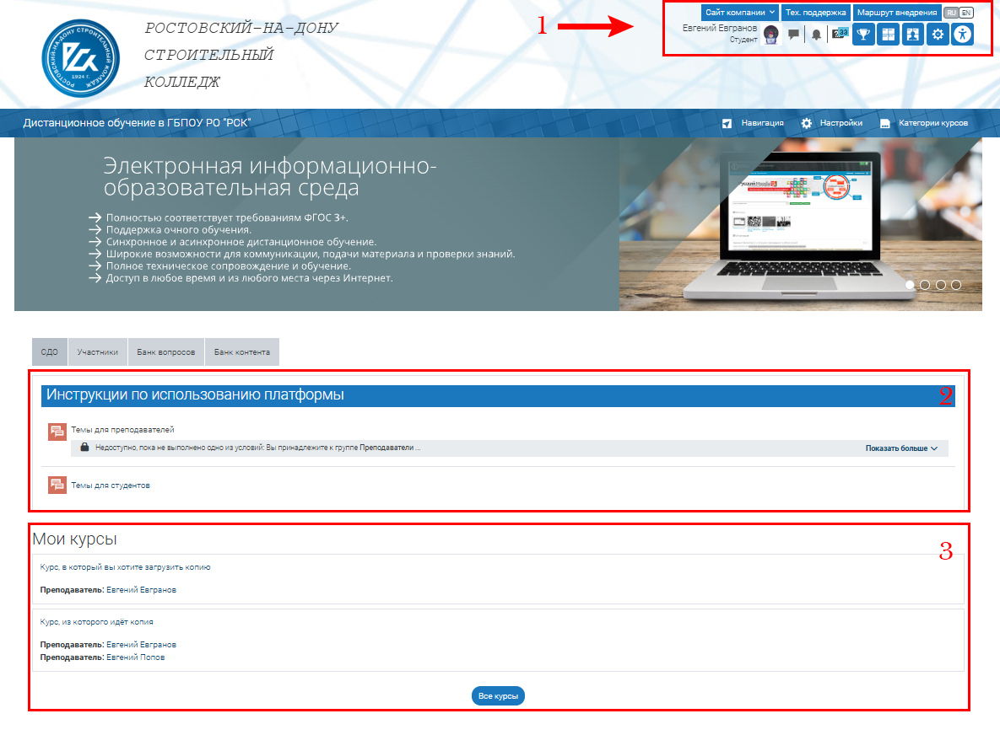 1
Сайт компании
Тех. поддержка
Маршрут внедрения
RU EN
Евгений Евгранов
Студент
33
РОСТОВСКИЙ-НА-ДОНУ
СТРОИТЕЛЬНЫЙ
КОЛЛЕДЖ
РОСТОВСКИЙ-НА-ДОНУ СТРОИТЕЛЬНЫЙ КОЛЛЕДЖ
РСК
1924 г.
Дистанционное обучение в ГБПОУ РО "РСК"
Навигация
Настройки
Категории курсов
Электронная информационно-
образовательная среда
Полностью соответствует требованиям ФГОС 3+.
Поддержка очного обучения.
Синхронное и асинхронное дистанционное обучение.
Широкие возможности для коммуникации, подачи материала и проверки знаний.
Полное техническое сопровождение и обучение.
Доступ в любое время и из любого места через Интернет.
СДО
Участники
Банк вопросов
Банк контента
Инструкции по использованию платформы
2
Темы для преподавателей
Недоступно, пока не выполнено одно из условий: Вы принадлежите к группе Преподаватели ...
Показать больше
Темы для студентов
Мои курсы
3
Курс, в который вы хотите загрузить копию
Преподаватель: Евгений Евгранов
Курс, из которого идёт копия
Преподаватель: Евгений Евгранов
Преподаватель: Евгений Попов
Все курсы